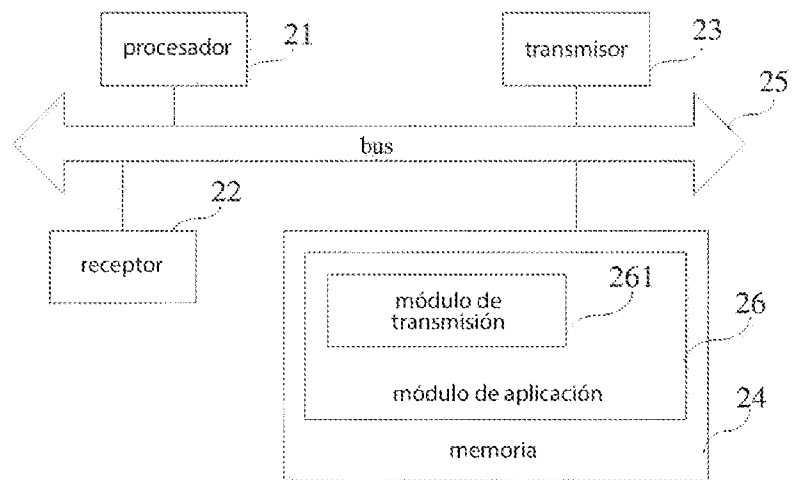 procesador 21
transmisor 23
25
bus
22
receptor
módulo de
transmisión
261
26
módulo de aplicación
24
memoria